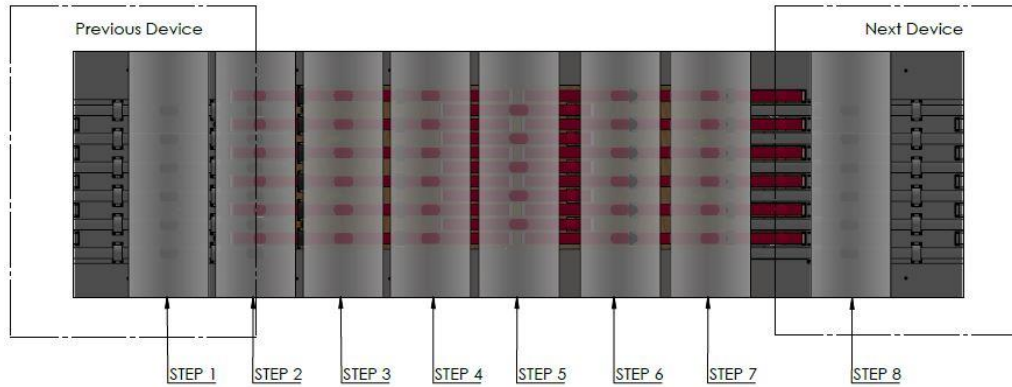 Previous Device
Next Device
STEP 1
STEP 2
STEP 3
STEP 4
STEP 5
STEP 6
STEP 7
STEP 8